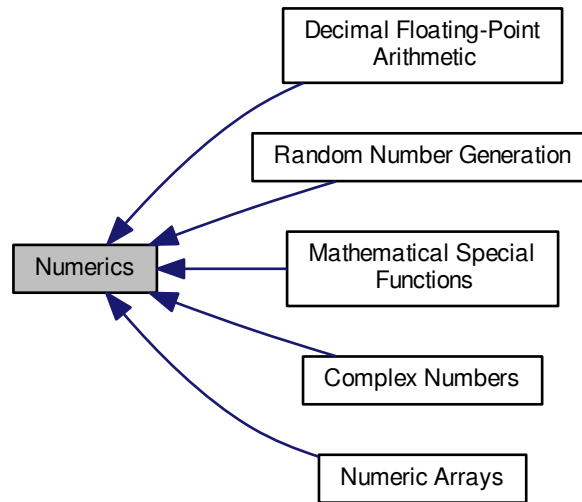 Decimal Floating-Point
Arithmetic
Random Number Generation
Numerics
Mathematical Special
Functions
Complex Numbers
Numeric Arrays